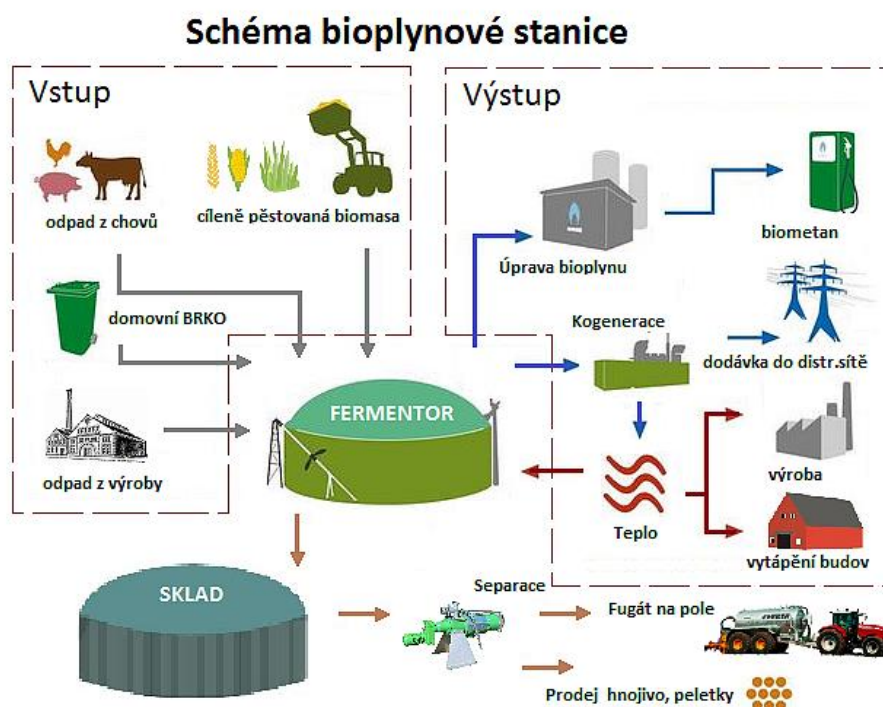 Schéma bioplynové stanice
Vstup
Výstup
odpad z chovů
cíleně pěstovaná biomasa
domovní BRKO
odpad z výroby
FERMENTOR
Úprava bioplynu
biometan
Kogenerace
dodávka do distr.sítě
Teplo
výroba
vytápění budov
SKLAD
Separace
Fugát na pole
Prodej hnojivo, peletky